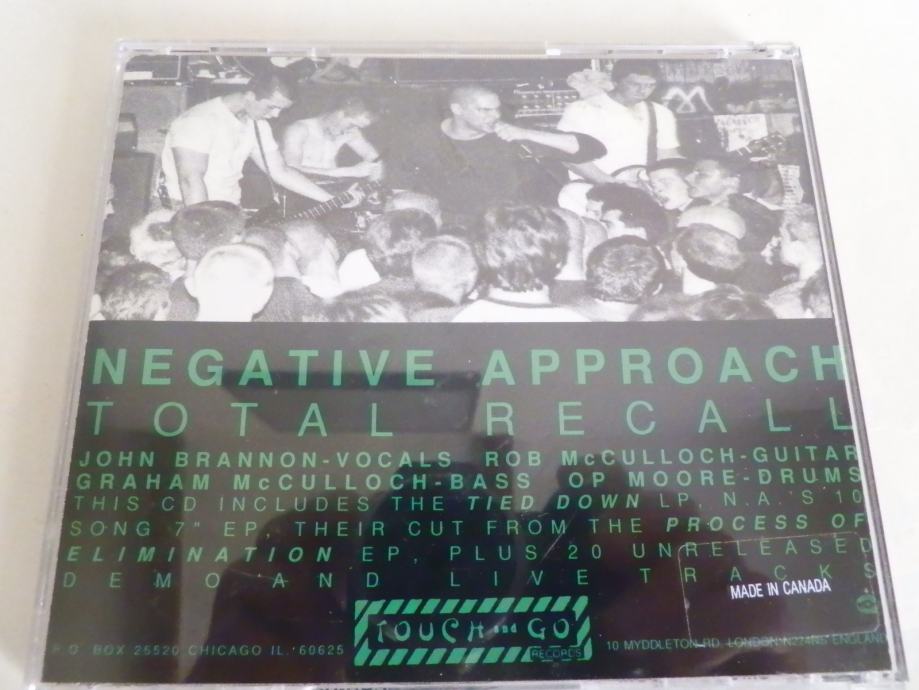 NEGATIVE APPROACH
TOTAL RECALL
JOHN BRANNON-VOCALS ROB McCULLOCH-GUITAR
GRAHAM McCULLOCH-BASS OP MOORE-DRUMS
THIS CD INCLUDES THE TIED DOWN LP, N.A.'S 10
SONG 7" EP, THEIR CUT FROM THE PROCESS OF
ELIMINATION EP, PLUS 20 UNRELEASED
DEMO AND LIVE TRACKS
MADE IN CANADA
TOUCH and GO
RECORDS
P.O. BOX 25520 CHICAGO IL. 60625
10 MYDDLETON RD. LONDON N224NS ENGLAND